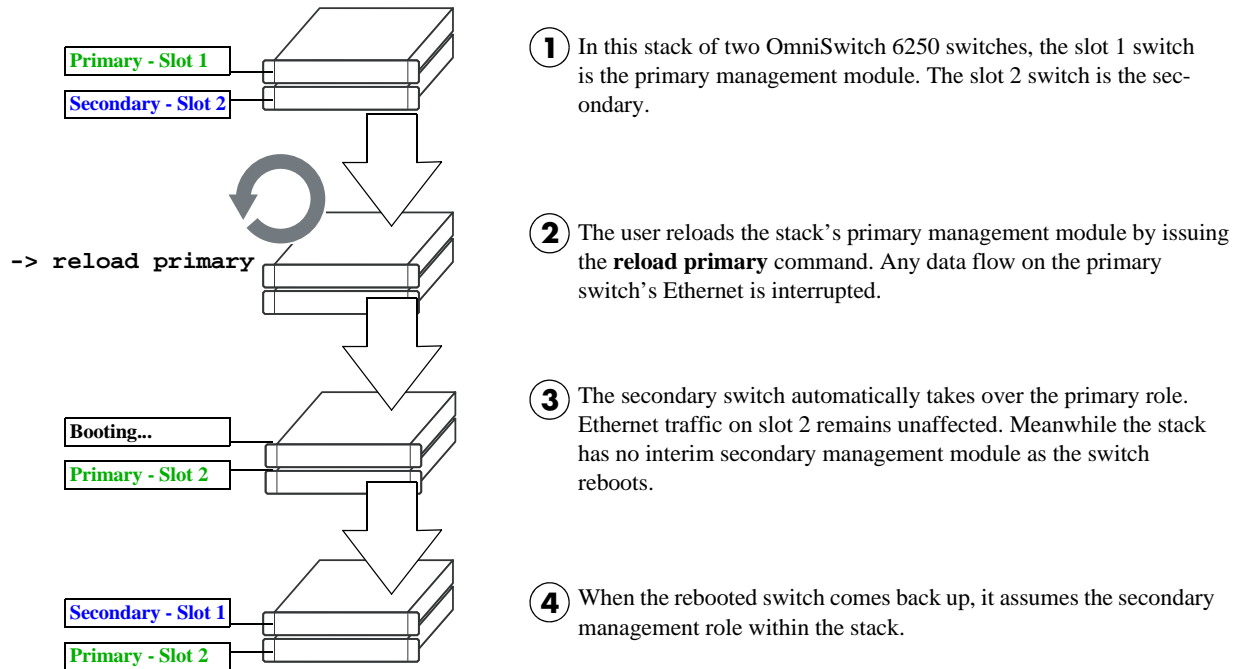 Primary - Slot 1
Secondary - Slot 2
1 In this stack of two OmniSwitch 6250 switches, the slot 1 switch
is the primary management module. The slot 2 switch is the sec-
ondary.
-> reload primary
2 The user reloads the stack’s primary management module by issuing
the reload primary command. Any data flow on the primary
switch’s Ethernet is interrupted.
Booting...
Primary - Slot 2
3 The secondary switch automatically takes over the primary role.
Ethernet traffic on slot 2 remains unaffected. Meanwhile the stack
has no interim secondary management module as the switch
reboots.
Secondary - Slot 1
Primary - Slot 2
4 When the rebooted switch comes back up, it assumes the secondary
management role within the stack.